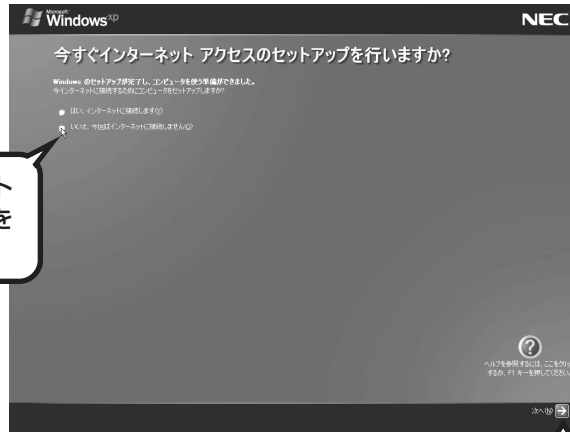 Microsoft
Windows xp
NEC
今すぐインターネット アクセスのセットアップを行いますか?
Windows のセットアップが完了し、コンピュータを使う準備ができました。
今インターネットに接続するためにコンピュータをセットアップしますか?
はい、インターネットに接続します(Y)
いいえ、今回はインターネットに接続しません(O)
ト
を
ヘルプを参照するには、ここをクリッ
するか、F1 キーを押してください。
次へ(N)